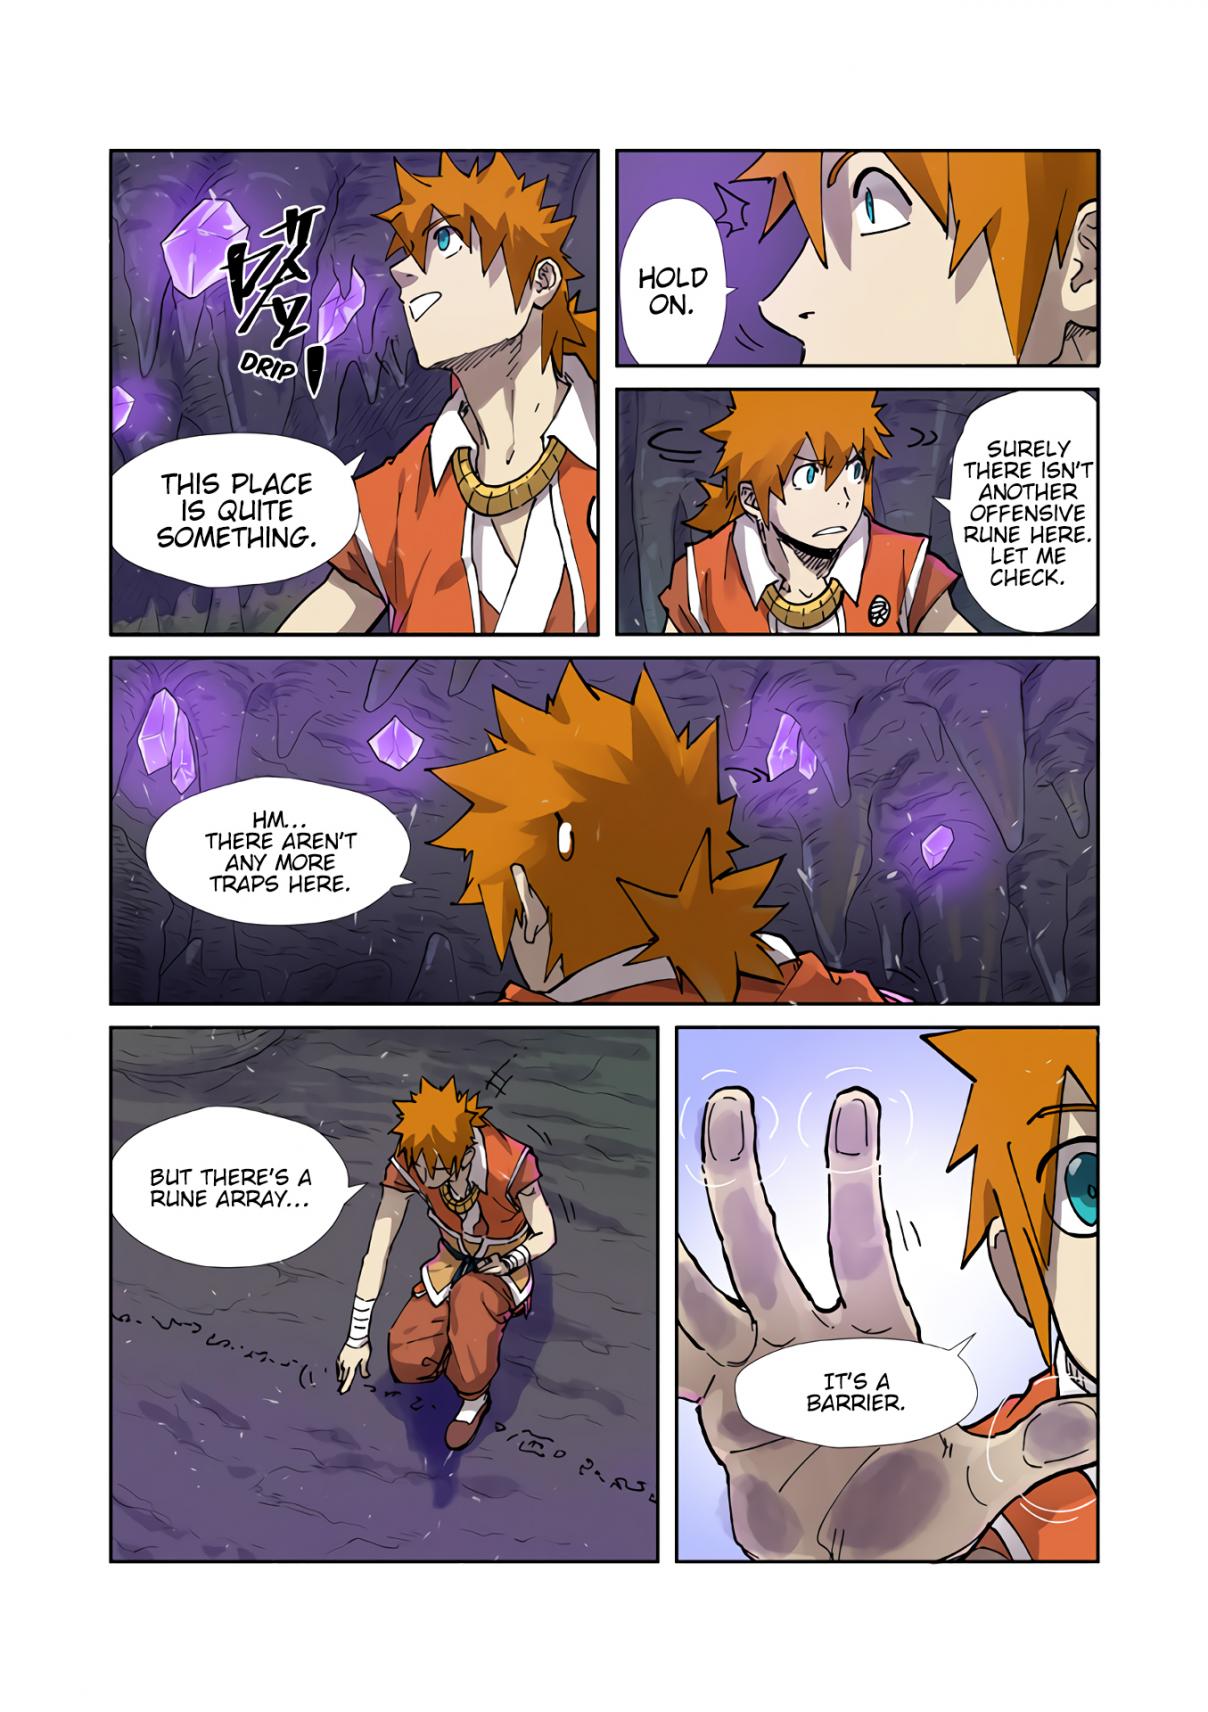 DRIP
THIS PLACE
IS QUITE
SOMETHING.
HOLD
ON.
SURELY
THERE ISN'T
ANOTHER
OFFENSIVE
RUNE HERE.
LET ME
CHECK.
HM...
THERE AREN'T
ANY MORE
TRAPS HERE.
BUT THERE'S A
RUNE ARRAY...
IT'S A
BARRIER.